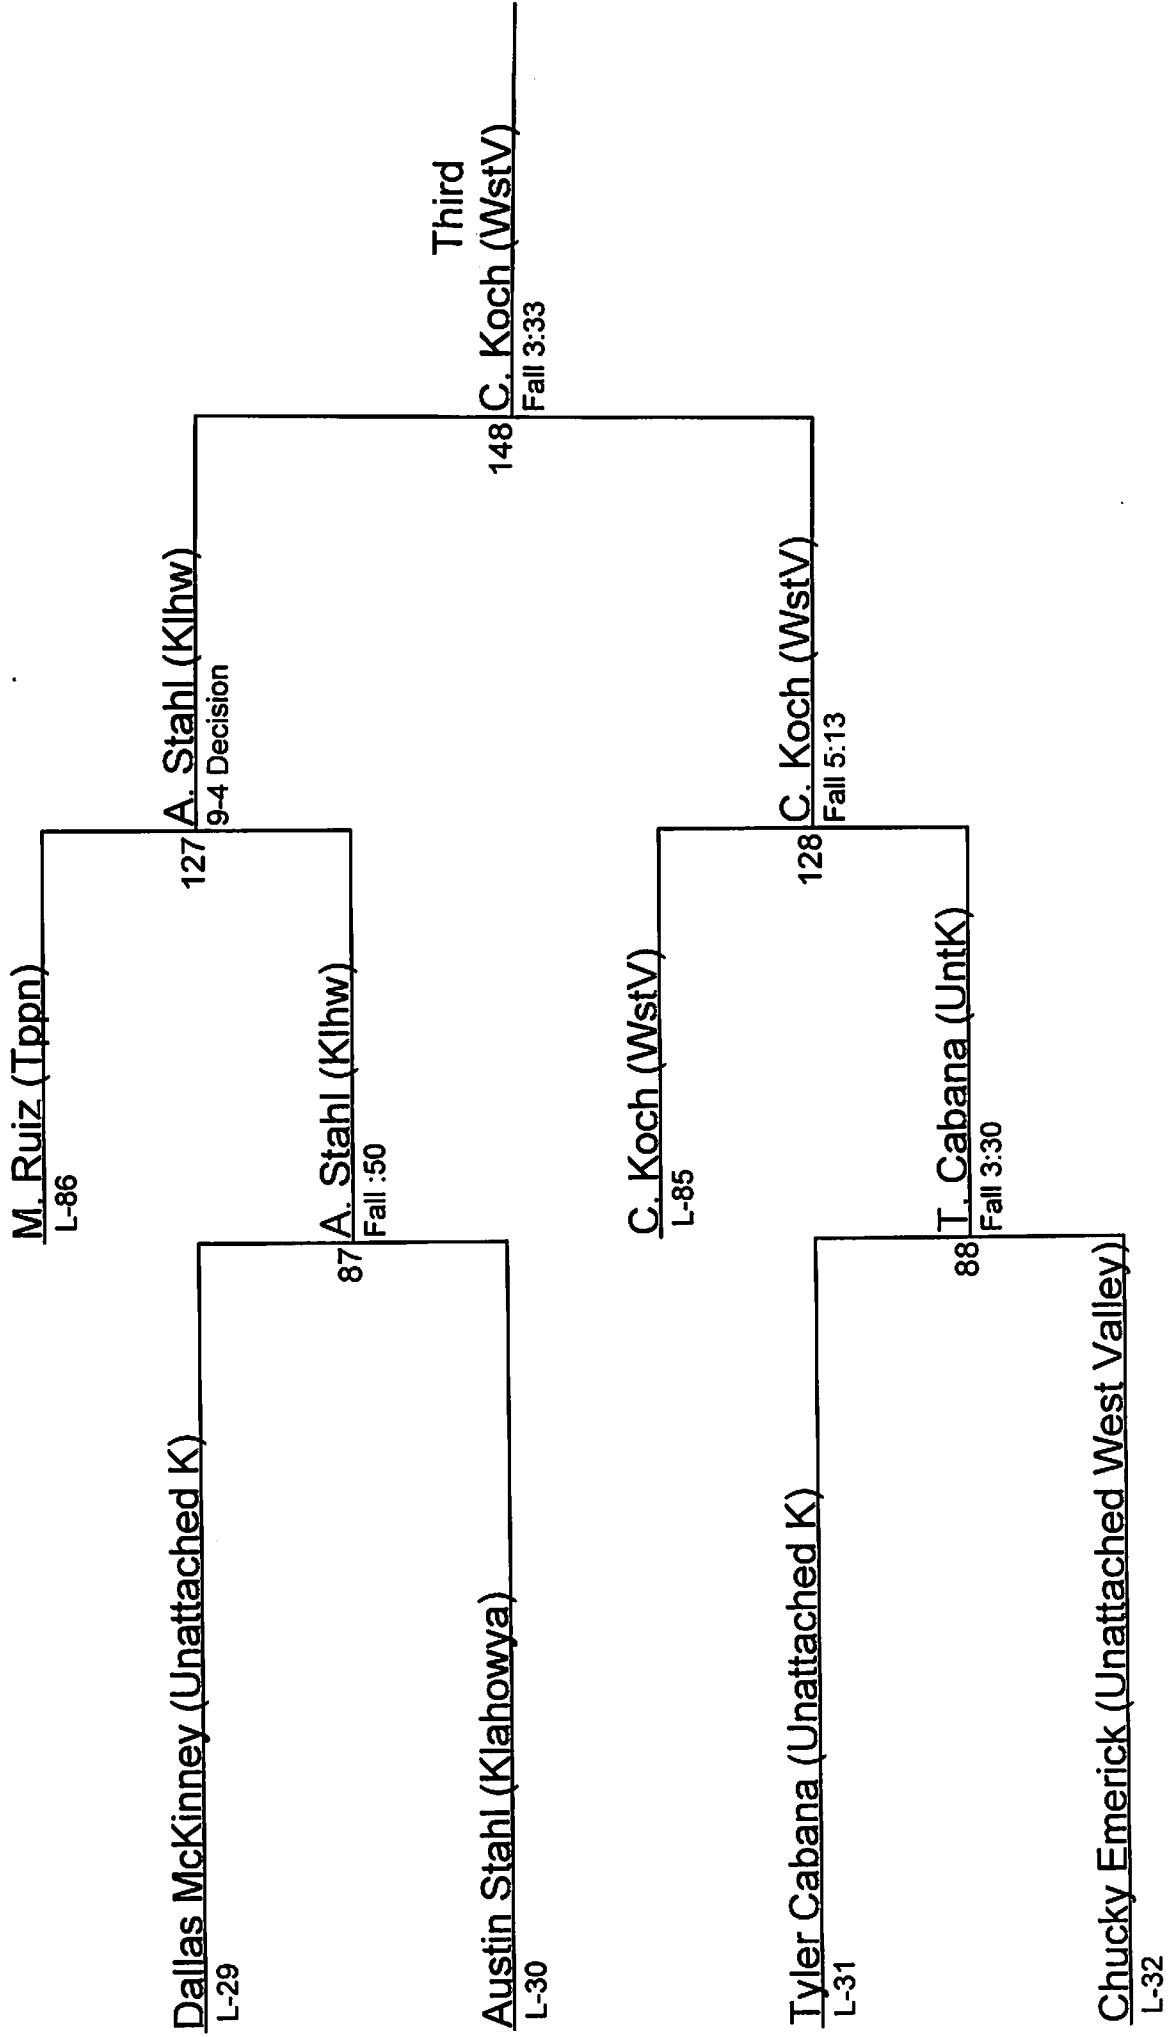 M. Ruiz (Tppn)
L-86
Dallas McKinney (Unattached K)
L-29
127
A. Stahl (Klhw)
9-4 Decision
87
A. Stahl (Klhw)
Fall :50
Austin Stahl (Klahowya)
L-30
Third
148
C. Koch (WstV)
Fall 3:33
C. Koch (WstV)
L-85
Tyler Cabana (Unattached K)
L-31
128
C. Koch (WstV)
Fall 5:13
88
T. Cabana (UntK)
Fall 3:30
Chucky Emerick (Unattached West Valley)
L-32